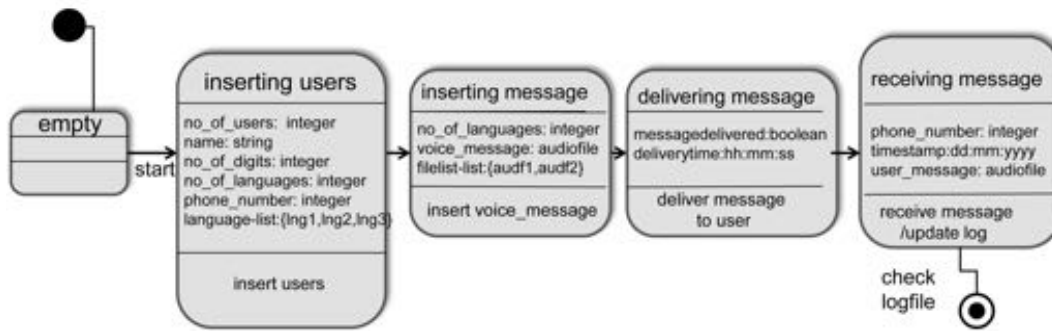 empty
start
inserting users
no_of_users: integer
name: string
no_of_digits: integer
no_of_languages: integer
phone_number: integer
language-list:{lng1,lng2,lng3}
insert users
inserting message
no_of_languages: integer
voice_message: audiofile
filelist-list:{audf1,audf2}
insert voice_message
delivering message
messagedelivered:boolean
deliverytime:hh:mm:ss
deliver message
to user
receiving message
phone_number: integer
timestamp:dd:mm:yyyy
user_message: audiofile
receive message
/update log
check
logfile